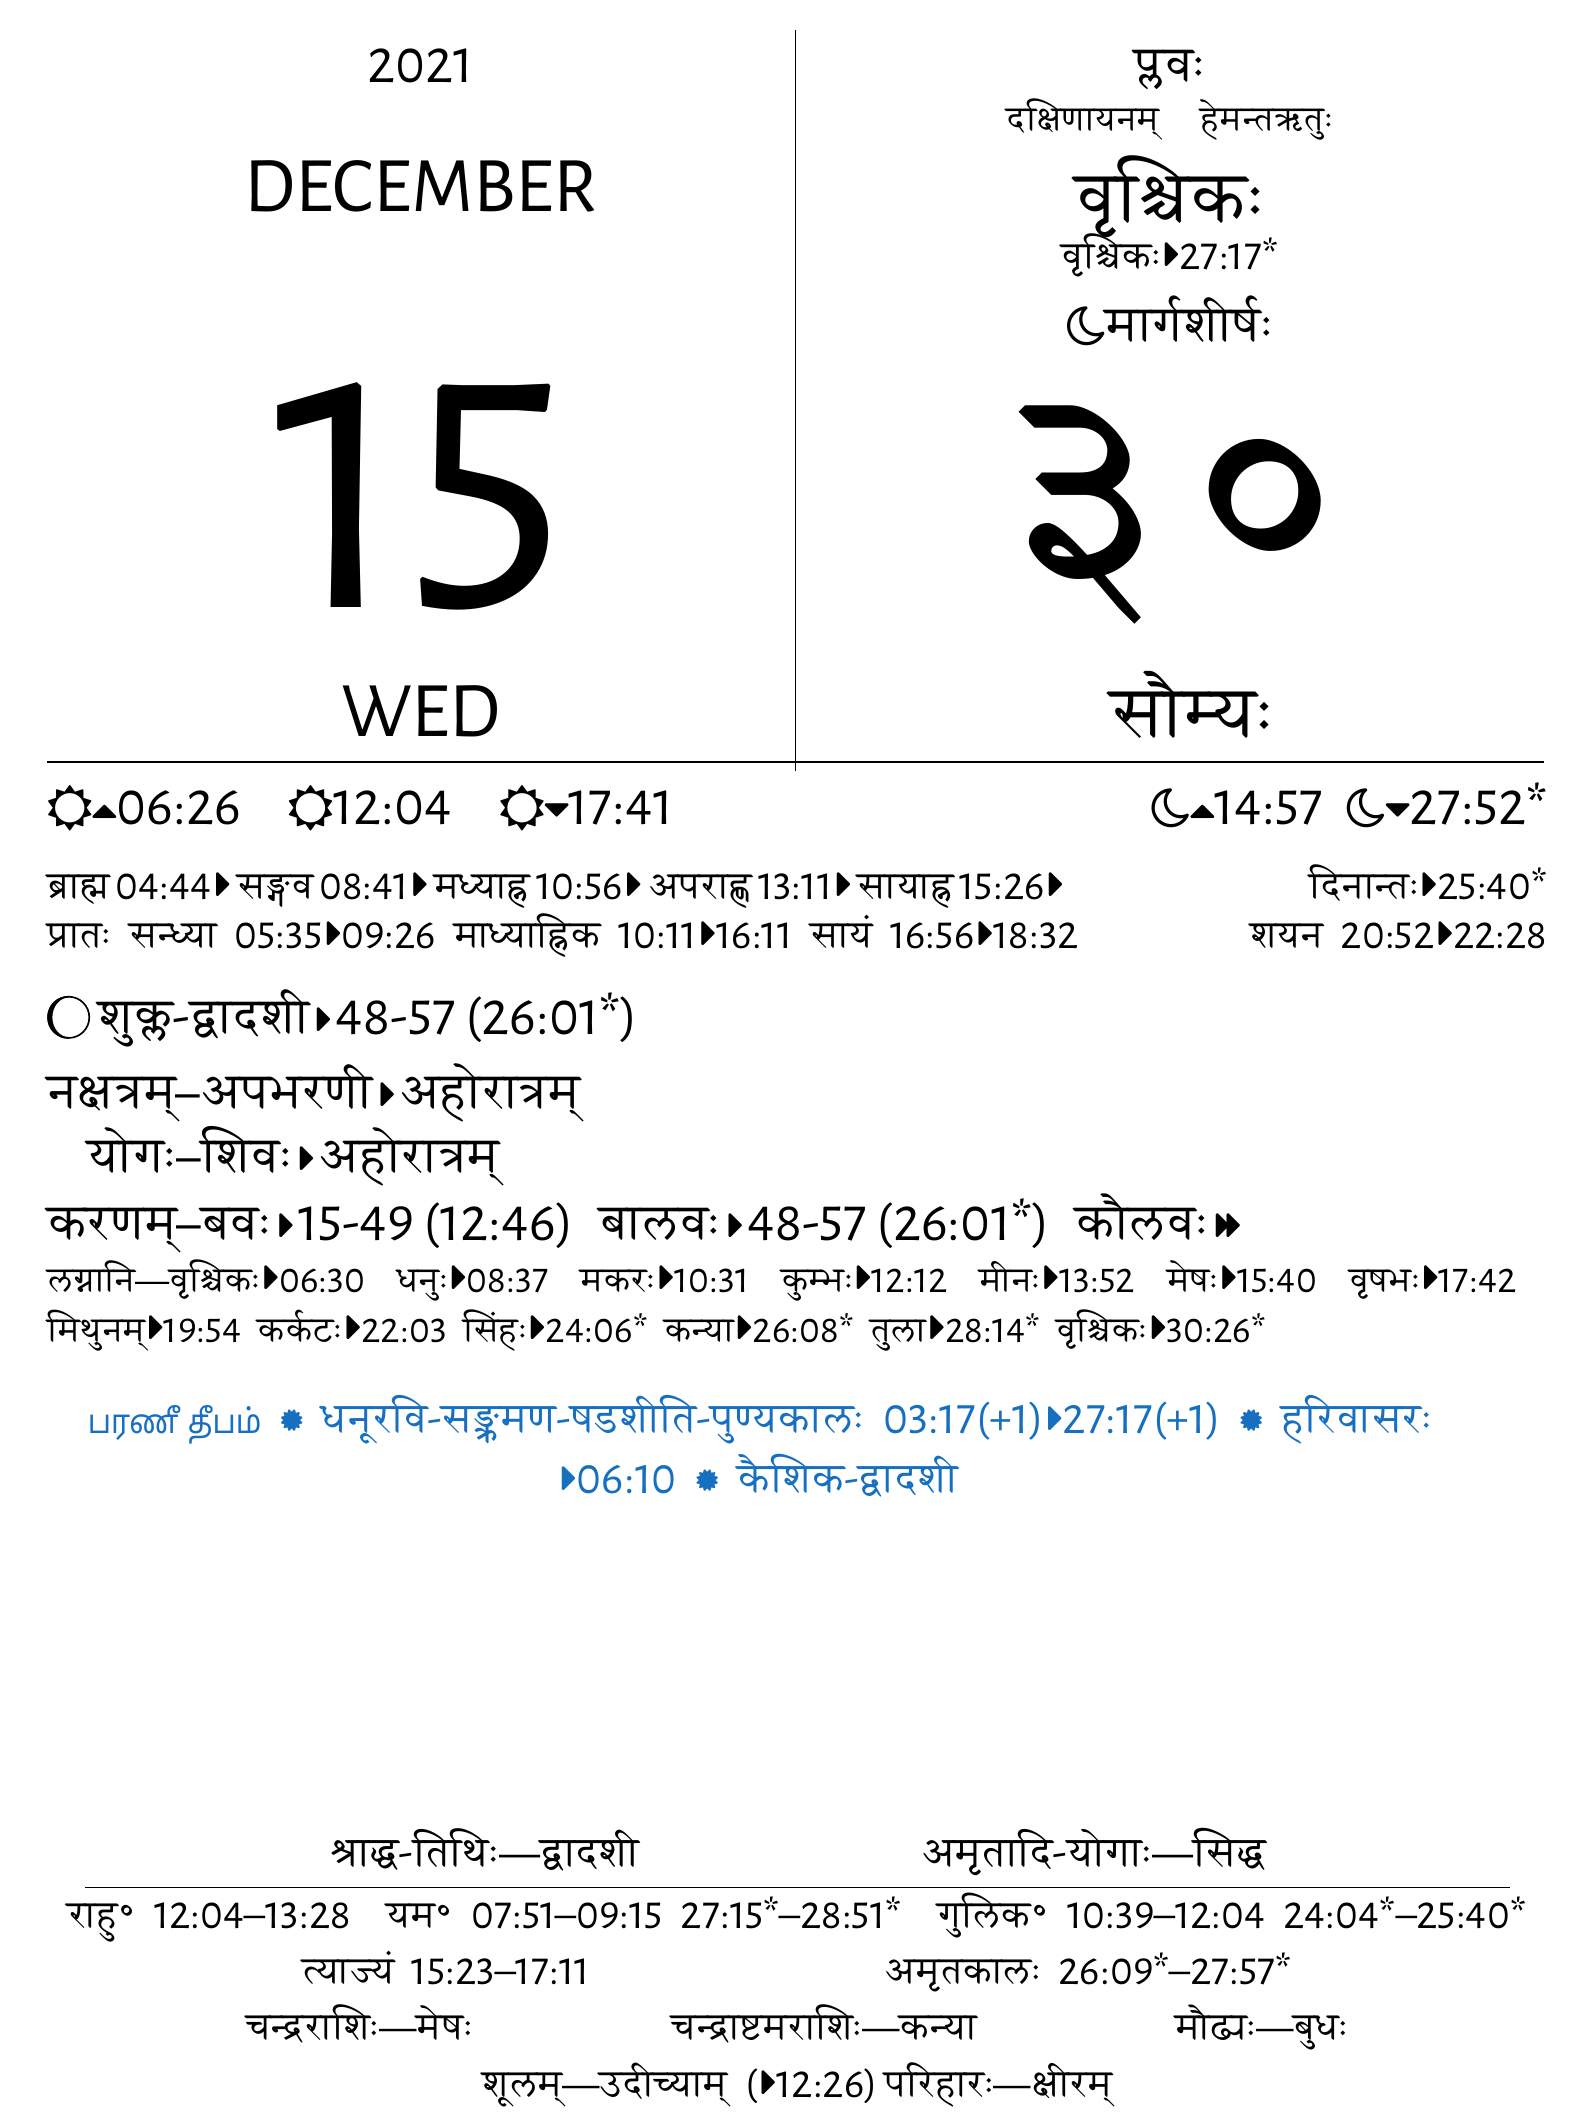 2021
DECEMBER
15
WED
प्लवः
दक्षिणायनम् हेमन्तऋतुः
वृश्चिकः
वृश्चिकः⏵27:17*
☾मार्गशीर्षः
३०
सौम्यः
06:26 12:04 17:41 14:57 27:52*
ब्राह्म 04:44⏵ सङ्गव 08:41⏵ मध्याह्न 10:56⏵ अपराह्ण 13:11⏵ सायाह्न 15:26⏵ दिनान्तः⏵25:40*
प्रातः सन्ध्या 05:35⏵09:26 माध्याह्निक 10:11⏵16:11 सायं 16:56⏵18:32 शयन 20:52⏵22:28
शुक्ल-द्वादशी⏵48-57 (26:01*)
नक्षत्रम्–अपभरणी⏵अहोरात्रम्
योगः–शिवः⏵अहोरात्रम्
करणम्–बवः⏵15-49 (12:46) बालवः⏵48-57 (26:01*) कौलवः⏵⏵
लग्नानि—वृश्चिकः⏵06:30 धनुः⏵08:37 मकरः⏵10:31 कुम्भः⏵12:12 मीनः⏵13:52 मेषः⏵15:40 वृषभः⏵17:42
मिथुनम्⏵19:54 कर्कटः⏵22:03 सिंहः⏵24:06* कन्या⏵26:08* तुला⏵28:14* वृश्चिकः⏵30:26*
பரணீ தீபம் ✹ धनूरवि-सङ्क्रमण-षडशीति-पुण्यकालः 03:17(+1)⏵27:17(+1) ✹ हरिवासरः
⏵06:10 ✹ कैशिक-द्वादशी
श्राद्ध-तिथिः—द्वादशी अमृतादि-योगाः—सिद्ध
राहु° 12:04–13:28 यम° 07:51–09:15 27:15*–28:51* गुलिक° 10:39–12:04 24:04*–25:40*
त्याज्यं 15:23–17:11 अमृतकालः 26:09*–27:57*
चन्द्रराशिः—मेषः चन्द्राष्टमराशिः—कन्या मौढ्यः—बुधः
शूलम्—उदीच्याम् (⏵12:26) परिहारः—क्षीरम्